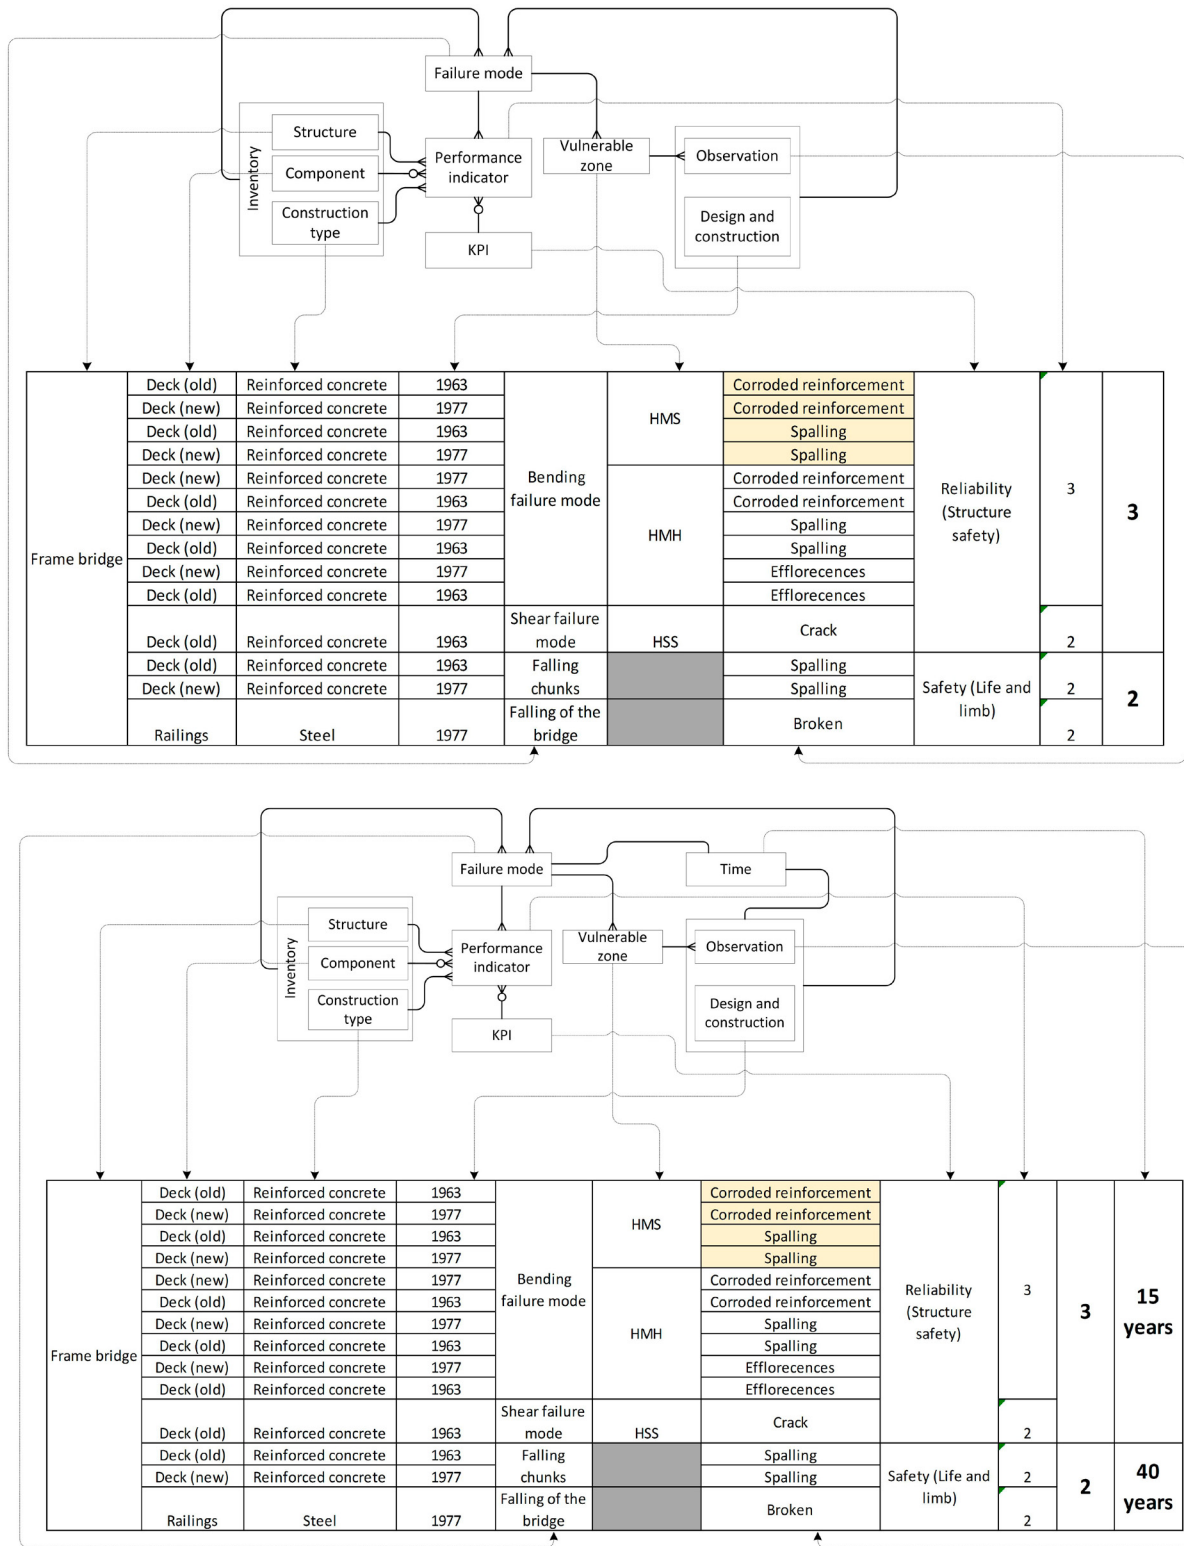 Failure mode
Structure
Component
Construction
type
Inventory
Performance
indicator
KPI
Vulnerable
zone
Observation
Design and
construction
Frame bridge
Deck (old) Reinforced concrete 1963 Corroded reinforcement
Deck (new) Reinforced concrete 1977 Corroded reinforcement
HMS
Deck (old) Reinforced concrete 1963 Spalling
Deck (new) Reinforced concrete 1977 Spalling
Bending
failure mode
Deck (new) Reinforced concrete 1977 Corroded reinforcement
Deck (old) Reinforced concrete 1963 Corroded reinforcement
Reliability
(Structure
safety)
3
3
Deck (new) Reinforced concrete 1977 Spalling
HMH
Deck (old) Reinforced concrete 1963 Spalling
Deck (new) Reinforced concrete 1977 Efflorecences
Deck (old) Reinforced concrete 1963 Efflorecences
Shear failure
mode
Deck (old) Reinforced concrete 1963 HSS Crack 2
Deck (old) Reinforced concrete 1963 Falling Spalling
Deck (new) Reinforced concrete 1977 chunks Spalling 2
Safety (Life and
limb)
2
Falling of the
bridge
Railings Steel 1977 Broken 2
Failure mode
Time
Structure
Component
Construction
type
Inventory
Performance
indicator
KPI
Vulnerable
zone
Observation
Design and
construction
Frame bridge
Deck (old) Reinforced concrete 1963 Corroded reinforcement
Deck (new) Reinforced concrete 1977 Corroded reinforcement
HMS
Deck (old) Reinforced concrete 1963 Spalling
Deck (new) Reinforced concrete 1977 Spalling
Bending
failure mode
Deck (new) Reinforced concrete 1977 Corroded reinforcement
Deck (old) Reinforced concrete 1963 Corroded reinforcement
Reliability
(Structure
safety)
3
3
15
years
Deck (new) Reinforced concrete 1977 Spalling
HMH
Deck (old) Reinforced concrete 1963 Spalling
Deck (new) Reinforced concrete 1977 Efflorecences
Deck (old) Reinforced concrete 1963 Efflorecences
Shear failure
mode
Deck (old) Reinforced concrete 1963 HSS Crack 2
Deck (old) Reinforced concrete 1963 Falling Spalling
Deck (new) Reinforced concrete 1977 chunks Spalling 2
Safety (Life and
limb)
2
40
years
Falling of the
bridge
Railings Steel 1977 Broken 2